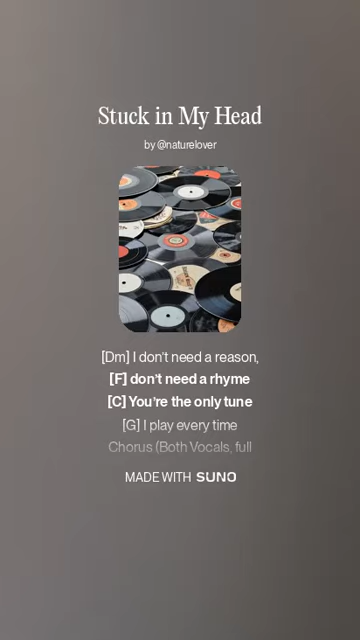 Stuck in My Head
by @naturelover
[Dm] I don't need a reason,
[F] don't need a rhyme
[C] You're the only tune
[G] I play every time
Chorus (Both Vocals, full
MADE WITH SUNO